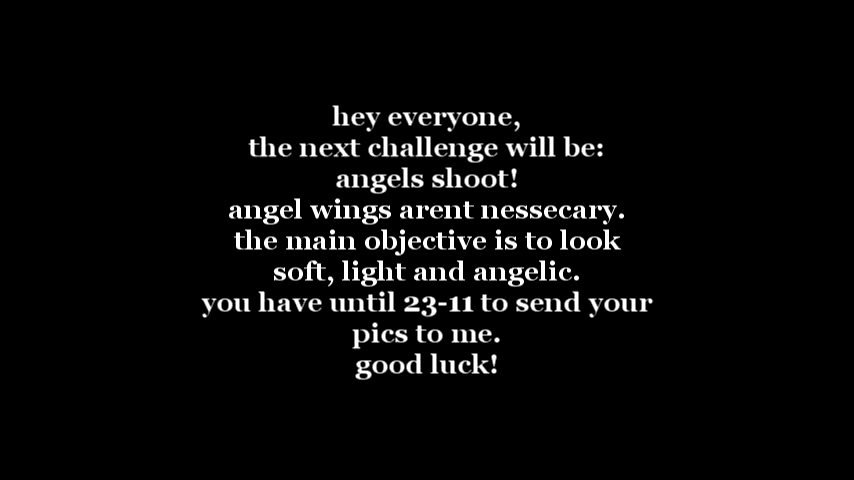 hey everyone,
the next challenge will be:
angels shoot!
angel wings arent nessecary.
the main objective is to look
soft, light and angelic.
you have until 23-11 to send your
pics to me.
good luck!